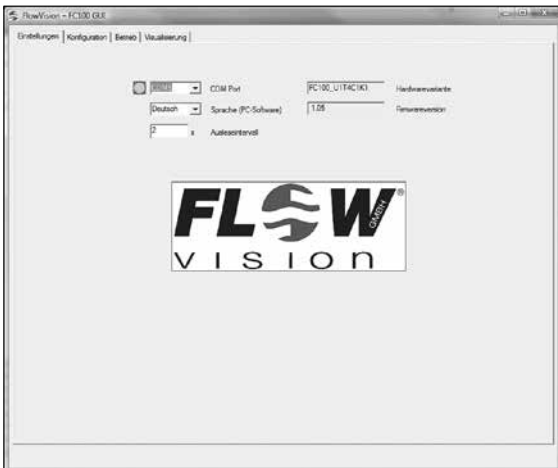 FlowVision - FC100 GUI
Einstellungen | Konfiguration | Betrieb | Visualisierung
COM Port FC100_U1T4C1K1 Hardwarevariante
Deutsch Sprache (PC-Software) 1.05 Firmwareversion
2 s Ausleseintervall
FLOW GMBH ®
vision